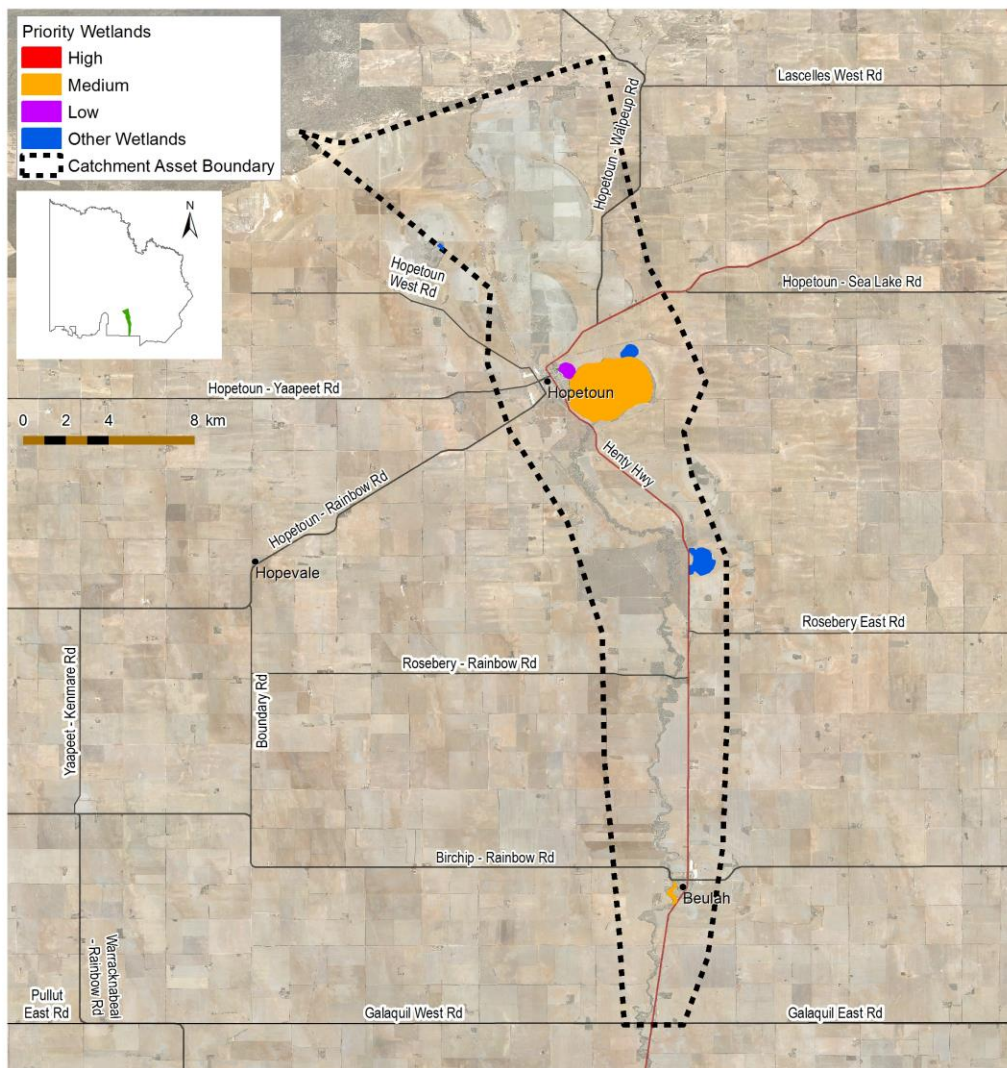 Priority Wetlands
High
Medium
Low
Other Wetlands
Catchment Asset Boundary
N
Lascelles West Rd
Hopetoun - Walpeup Rd
Hopetoun
West Rd
Hopetoun - Sea Lake Rd
Hopetoun - Yaapeet Rd
Hopetoun
0 2 4 8 km
Henty Hwy
Hopetoun - Rainbow Rd
Hopevale
Rosebery East Rd
Rosebery - Rainbow Rd
Yaapeet - Kenmare Rd
Boundary Rd
Birchip - Rainbow Rd
Beulah
Warracknabeal
- Rainbow Rd
Pullut
East Rd
Galaquil West Rd
Galaquil East Rd